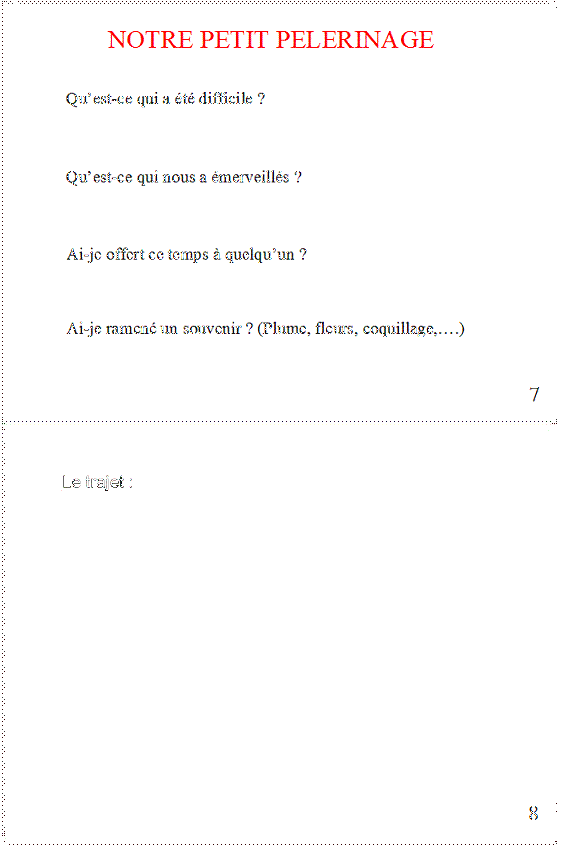 NOTRE PETIT PELERINAGE
Qu’est-ce qui a été difficile ?
Qu’est-ce qui nous a émerveillés ?
Ai-je offert ce temps à quelqu’un ?
Ai-je ramené un souvenir ? (Plume, fleurs, coquillage,….)
7
Le trajet :
8